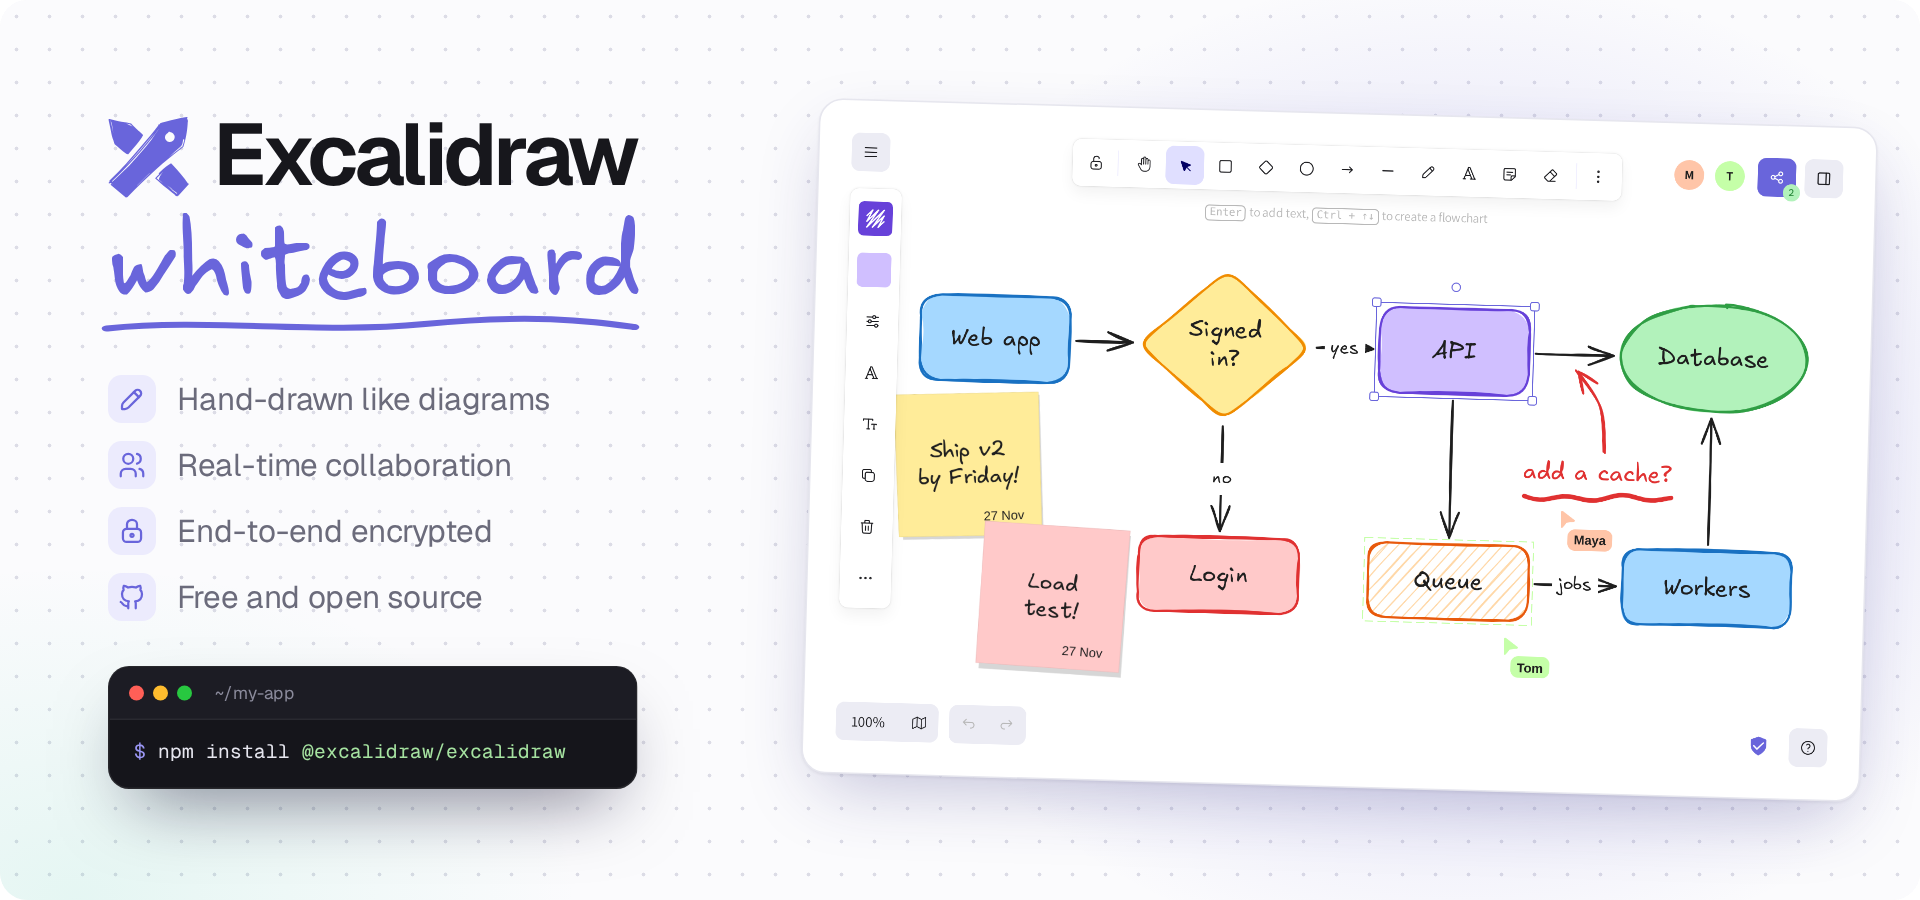 Excalidraw
whiteboard
Hand-drawn like diagrams
Real-time collaboration
End-to-end encrypted
Free and open source
~/my-app
$ npm install @excalidraw/excalidraw
M
T
2
Enter to add text, Ctrl + ↑↓ to create a flowchart
Web app
Signed
in?
yes
API
Database
Ship v2
by Friday!
27 Nov
no
add a cache?
Maya
Load
test!
27 Nov
Login
Queue
jobs
Workers
Tom
100%